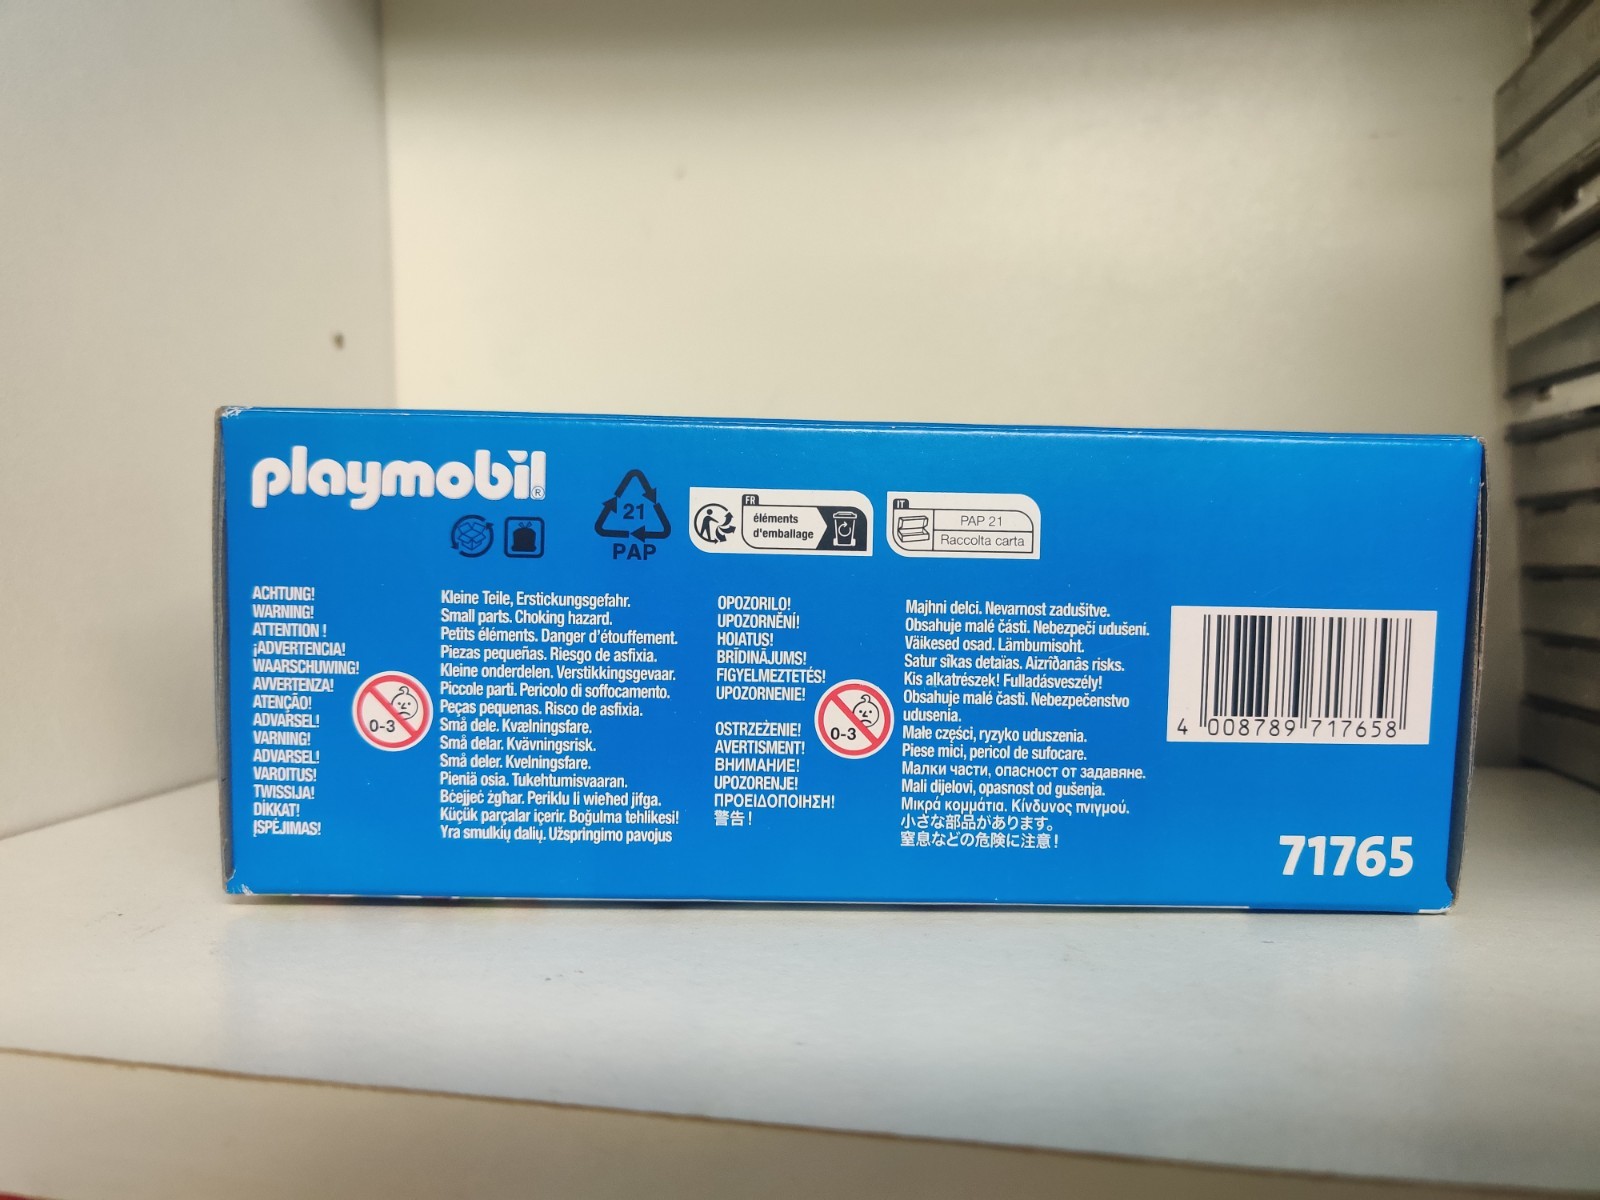 playmobil®
21
PAP
FR
éléments
d'emballage
IT
PAP 21
Raccolta carta
ACHTUNG!
WARNING!
ATTENTION !
¡ADVERTENCIA!
WAARSCHUWING!
AVVERTENZA!
ATENÇÃO!
ADVARSEL!
VARNING!
ADVARSEL!
VAROITUS!
TWISSIJA!
DİKKAT!
ĮSPĖJIMAS!
0-3
Kleine Teile, Erstickungsgefahr.
Small parts. Choking hazard.
Petits éléments. Danger d'étouffement.
Piezas pequeñas. Riesgo de asfixia.
Kleine onderdelen. Verstikkingsgevaar.
Piccole parti. Pericolo di soffocamento.
Peças pequenas. Risco de asfixia.
Små dele. Kvælningsfare.
Små delar. Kvävningsrisk.
Små deler. Kvelningsfare.
Pieniä osia. Tukehtumisvaaran.
Bċejjeċ żgħar. Periklu li wieħed jifga.
Küçük parçalar içerir. Boğulma tehlikesi!
Yra smulkių dalių. Užspringimo pavojus
OPOZORILO!
UPOZORNĚNÍ!
HOIATUS!
BRĪDINĀJUMS!
FIGYELMEZTETÉS!
UPOZORNENIE!
OSTRZEŻENIE!
AVERTISMENT!
ВНИМАНИЕ!
UPOZORENJE!
ΠΡΟΕΙΔΟΠΟΙΗΣΗ!
警告!
0-3
Majhni delci. Nevarnost zadušitve.
Obsahuje malé části. Nebezpečí udušení.
Väikesed osad. Lämbumisoht.
Satur sīkas detaļas. Aizrīšanās risks.
Kis alkatrészek! Fulladásveszély!
Obsahuje malé časti. Nebezpečenstvo
udusenia.
Małe części, ryzyko uduszenia.
Piese mici, pericol de sufocare.
Малки части, опасност от задавяне.
Mali dijelovi, opasnost od gušenja.
Μικρά κομμάτια. Κίνδυνος πνιγμού.
小さな部品があります。
窒息などの危険に注意!
4 008789 717658
71765